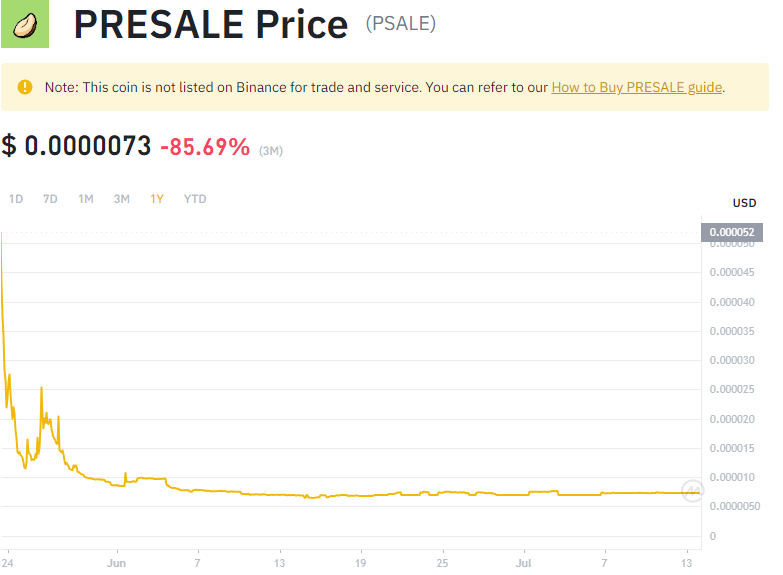 PRESALE Price (PSALE)
Note: This coin is not listed on Binance for trade and service. You can refer to our How to Buy PRESALE guide.
$ 0.0000073 -85.69% (3M)
1D 7D 1M 3M 1Y YTD
USD
0.000052
0.000050
0.000045
0.000040
0.000035
0.000030
0.000025
0.000020
0.000015
0.000010
0.0000050
0
24 Jun 7 13 19 25 Jul 7 13